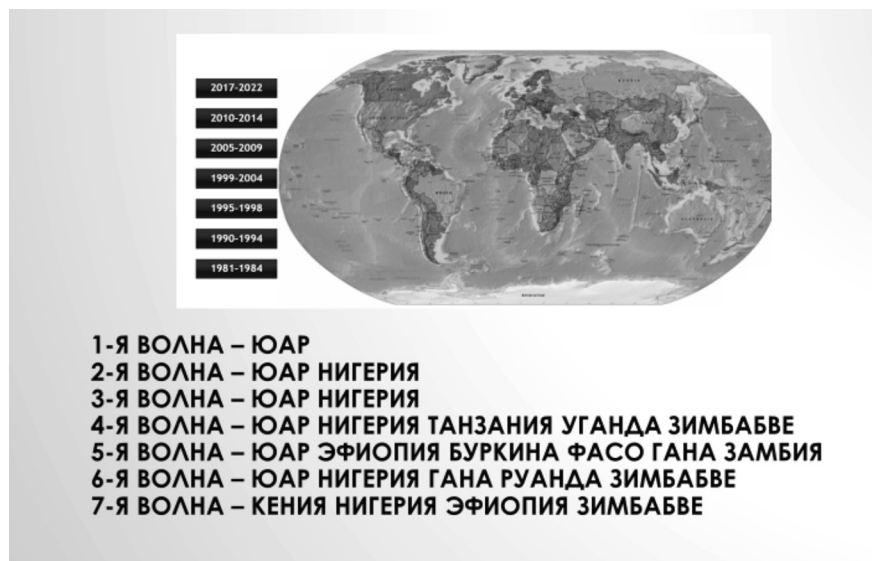 2017-2022
2010-2014
2005-2009
1999-2004
1995-1998
1990-1994
1981-1984
1-Я ВОЛНА – ЮАР
2-Я ВОЛНА – ЮАР НИГЕРИЯ
3-Я ВОЛНА – ЮАР НИГЕРИЯ
4-Я ВОЛНА – ЮАР НИГЕРИЯ ТАНЗАНИЯ УГАНДА ЗИМБАБВЕ
5-Я ВОЛНА – ЮАР ЭФИОПИЯ БУРКИНА ФАСО ГАНА ЗАМБИЯ
6-Я ВОЛНА – ЮАР НИГЕРИЯ ГАНА РУАНДА ЗИМБАБВЕ
7-Я ВОЛНА – КЕНИЯ НИГЕРИЯ ЭФИОПИЯ ЗИМБАБВЕ